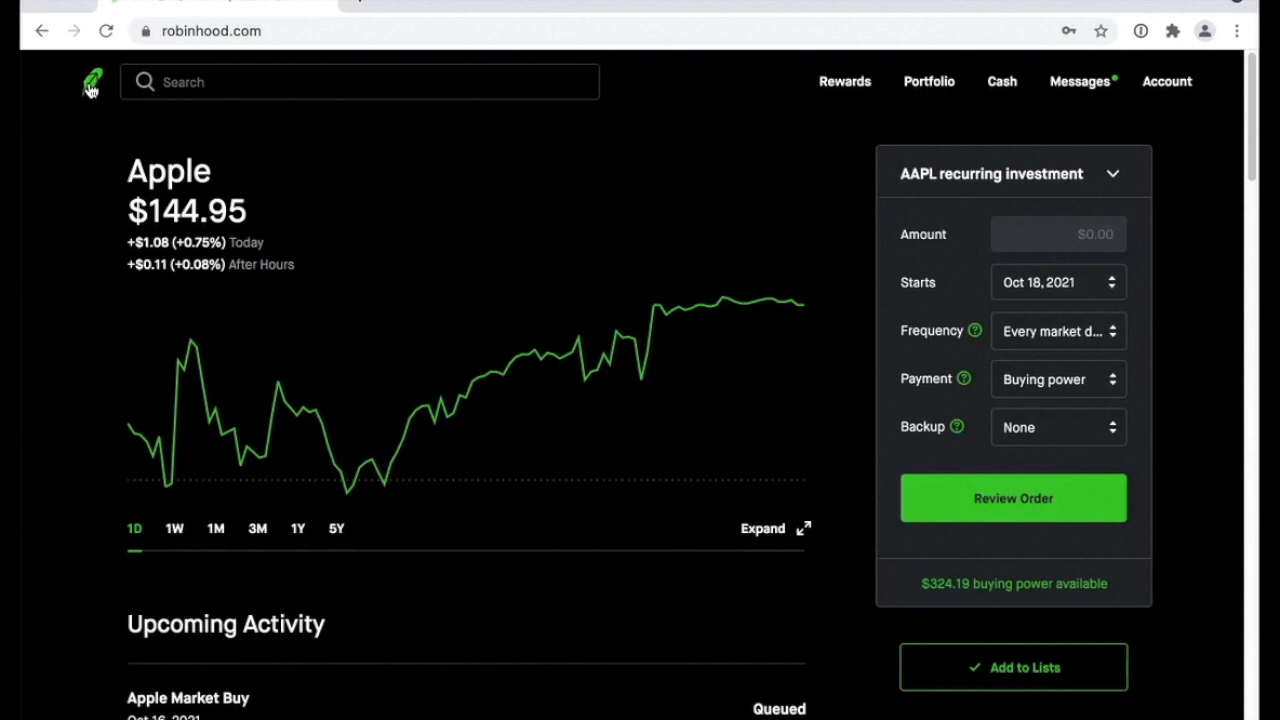 robinhood.com
Search
Rewards
Portfolio
Cash
Messages
Account
Apple
$144.95
+$1.08 (+0.75%) Today
+$0.11 (+0.08%) After Hours
1D 1W 1M 3M 1Y 5Y
Expand
Upcoming Activity
Apple Market Buy
Queued
Oct 16, 2021
AAPL recurring investment
Amount $0.00
Starts Oct 18, 2021
Frequency ? Every market d...
Payment ? Buying power
Backup ? None
Review Order
$324.19 buying power available
Add to Lists